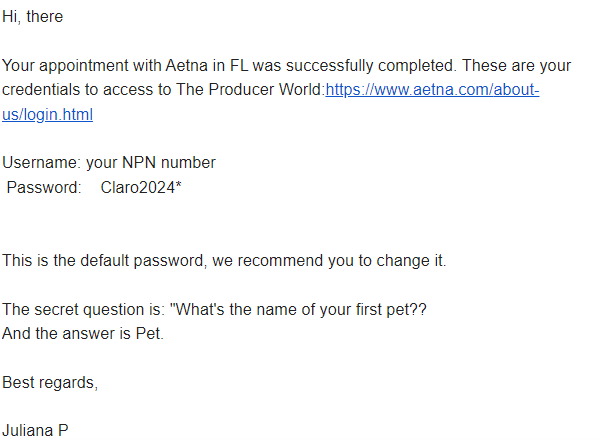 Hi, there
Your appointment with Aetna in FL was successfully completed. These are your
credentials to access to The Producer World:https://www.aetna.com/about-
us/login.html
Username: your NPN number
Password: Claro2024*
This is the default password, we recommend you to change it.
The secret question is: "What's the name of your first pet??
And the answer is Pet.
Best regards,
Juliana P